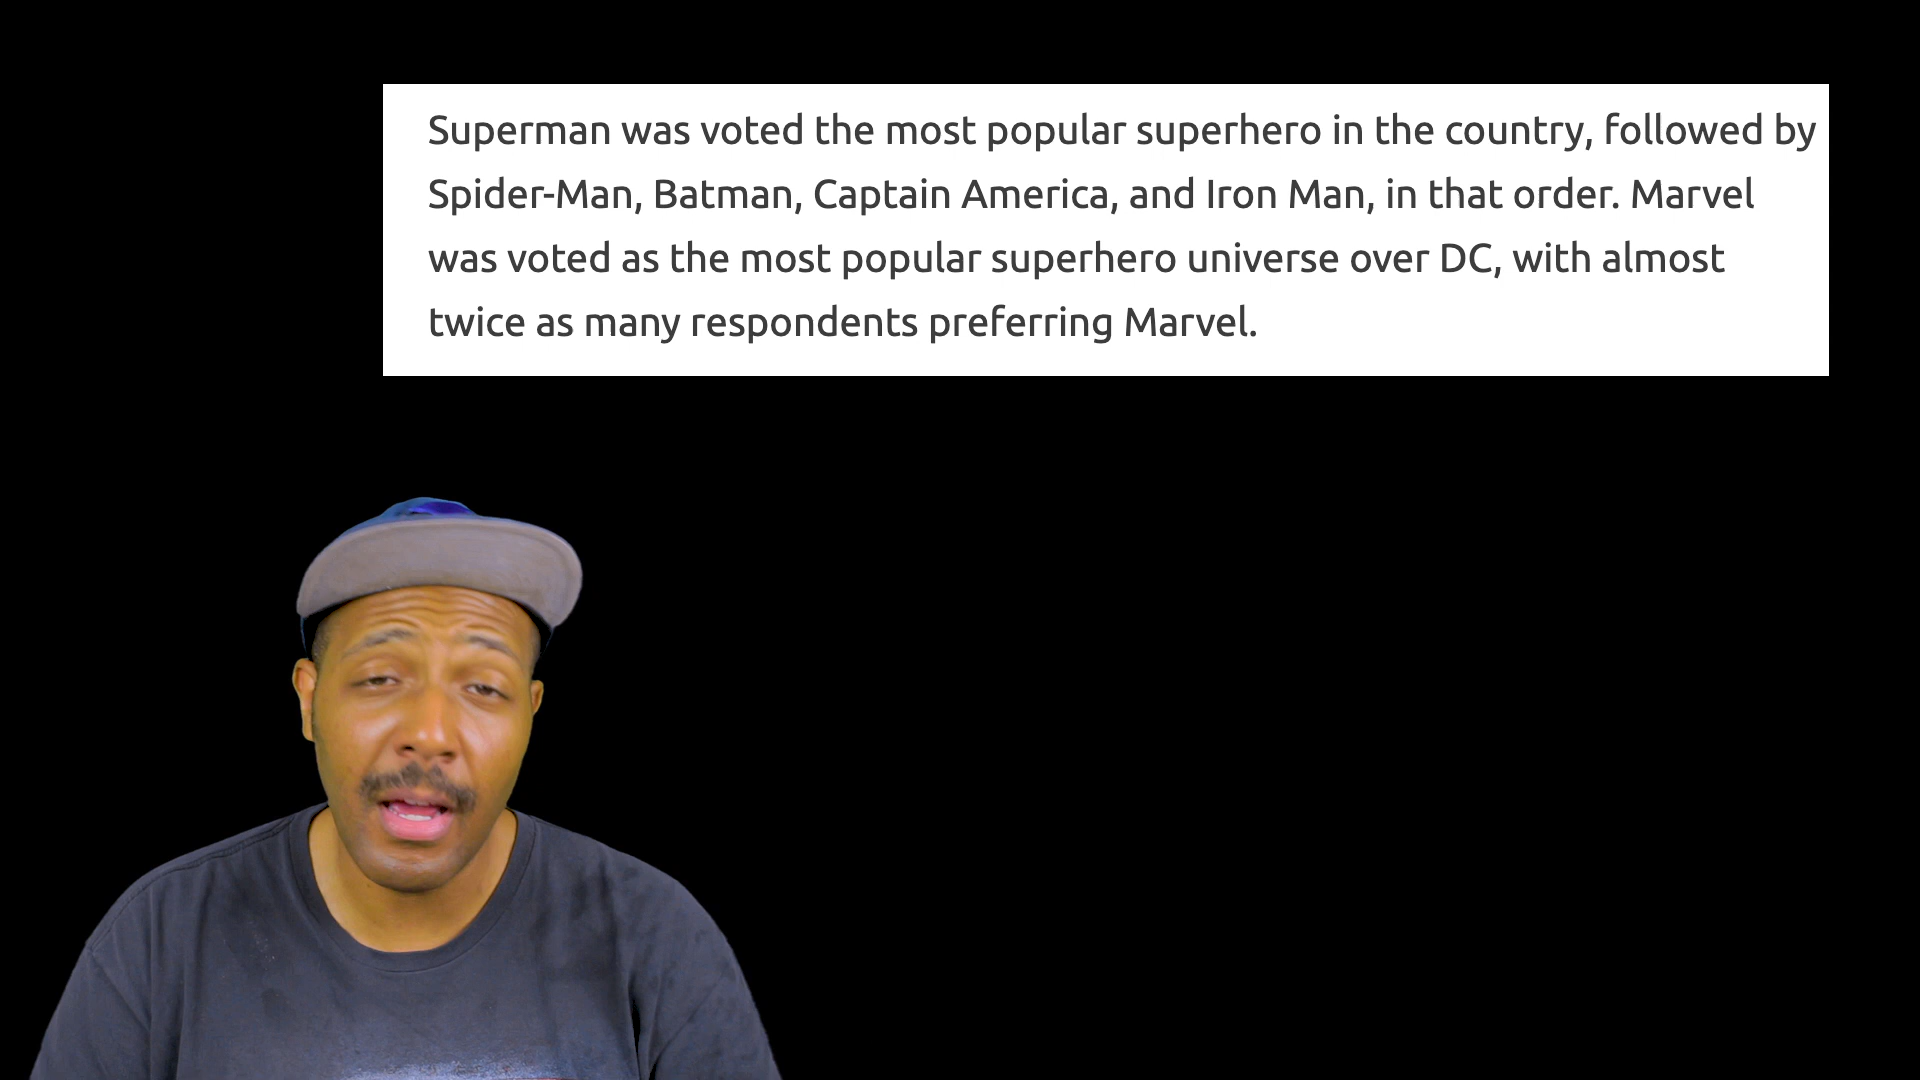 Superman was voted the most popular superhero in the country, followed by
Spider-Man, Batman, Captain America, and Iron Man, in that order. Marvel
was voted as the most popular superhero universe over DC, with almost
twice as many respondents preferring Marvel.